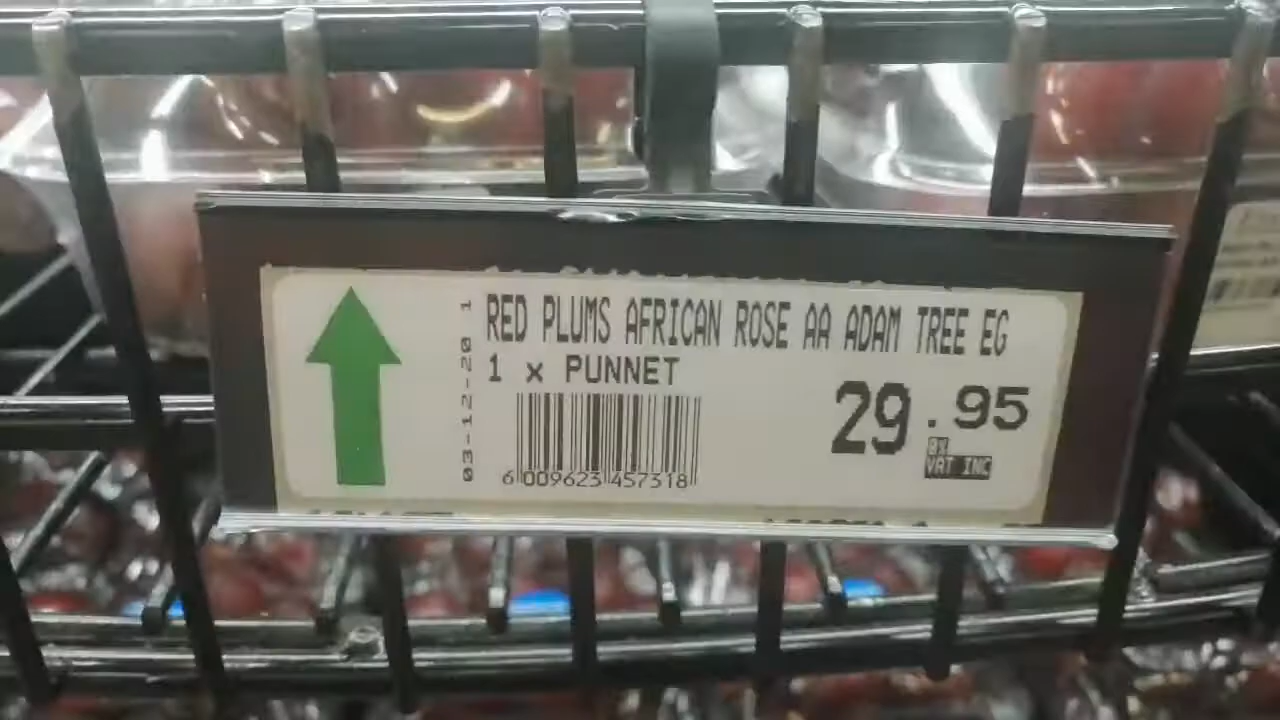 RED PLUMS AFRICAN ROSE AA ADAM TREE EG
1 x PUNNET
03-12-20 1
29.95
0%
VAT INC
6 009623 457318